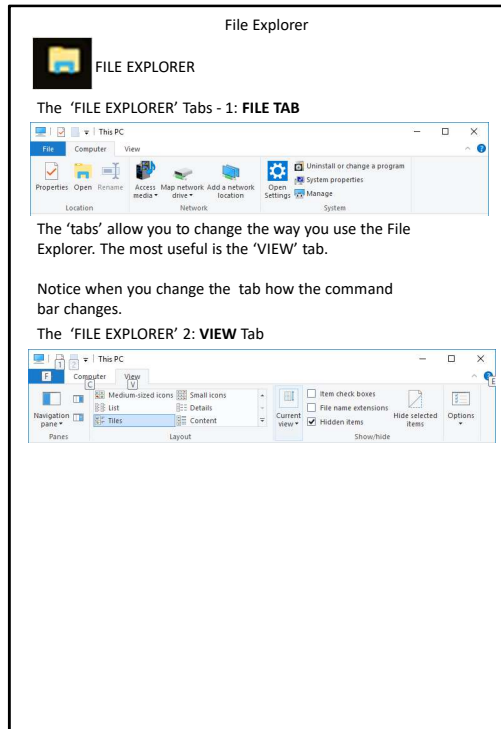 File Explorer
FILE EXPLORER
The 'FILE EXPLORER' Tabs - 1: FILE TAB
This PC
File Computer View
Properties Open Rename Access media Map network drive Add a network location Open Settings Uninstall or change a program
System properties
Manage
Location Network System
The 'tabs' allow you to change the way you use the File
Explorer. The most useful is the 'VIEW' tab.
Notice when you change the tab how the command
bar changes.
The 'FILE EXPLORER' 2: VIEW Tab
1 2 This PC
F Computer View E
C V
Navigation pane Medium-sized icons Small icons Current view Item check boxes Hide selected items Options
List Details File name extensions
Tiles Content Hidden items
Panes Layout Show/hide